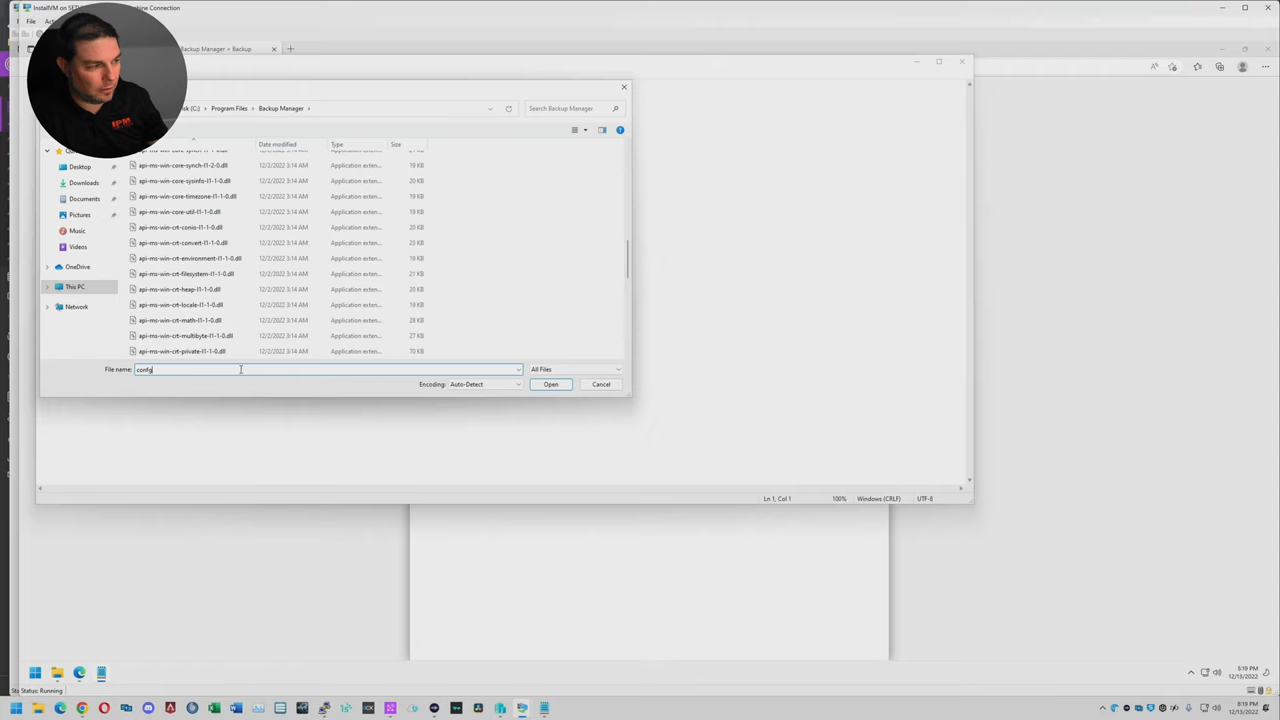 InstallVM on
chine Connection
File
Backup Manager × Backup
sk (C:) > Program Files > Backup Manager >
Search Backup Manager
Date modified Type Size
api-ms-win-core-synch-l1-2-0.dll 12/2/2022 3:14 AM Application exten... 19 KB
Desktop
api-ms-win-core-sysinfo-l1-1-0.dll 12/2/2022 3:14 AM Application exten... 20 KB
Downloads
api-ms-win-core-timezone-l1-1-0.dll 12/2/2022 3:14 AM Application exten... 19 KB
Documents
api-ms-win-core-util-l1-1-0.dll 12/2/2022 3:14 AM Application exten... 19 KB
Pictures
api-ms-win-crt-conio-l1-1-0.dll 12/2/2022 3:14 AM Application exten... 20 KB
Music
api-ms-win-crt-convert-l1-1-0.dll 12/2/2022 3:14 AM Application exten... 23 KB
Videos
api-ms-win-crt-environment-l1-1-0.dll 12/2/2022 3:14 AM Application exten... 19 KB
OneDrive
api-ms-win-crt-filesystem-l1-1-0.dll 12/2/2022 3:14 AM Application exten... 21 KB
This PC
api-ms-win-crt-heap-l1-1-0.dll 12/2/2022 3:14 AM Application exten... 20 KB
Network
api-ms-win-crt-locale-l1-1-0.dll 12/2/2022 3:14 AM Application exten... 19 KB
api-ms-win-crt-math-l1-1-0.dll 12/2/2022 3:14 AM Application exten... 28 KB
api-ms-win-crt-multibyte-l1-1-0.dll 12/2/2022 3:14 AM Application exten... 27 KB
api-ms-win-crt-private-l1-1-0.dll 12/2/2022 3:14 AM Application exten... 70 KB
File name: confg All Files
Encoding: Auto-Detect Open Cancel
Ln 1, Col 1 100% Windows (CRLF) UTF-8
5:19 PM
12/13/2022
Status: Running
8:19 PM
12/13/2022